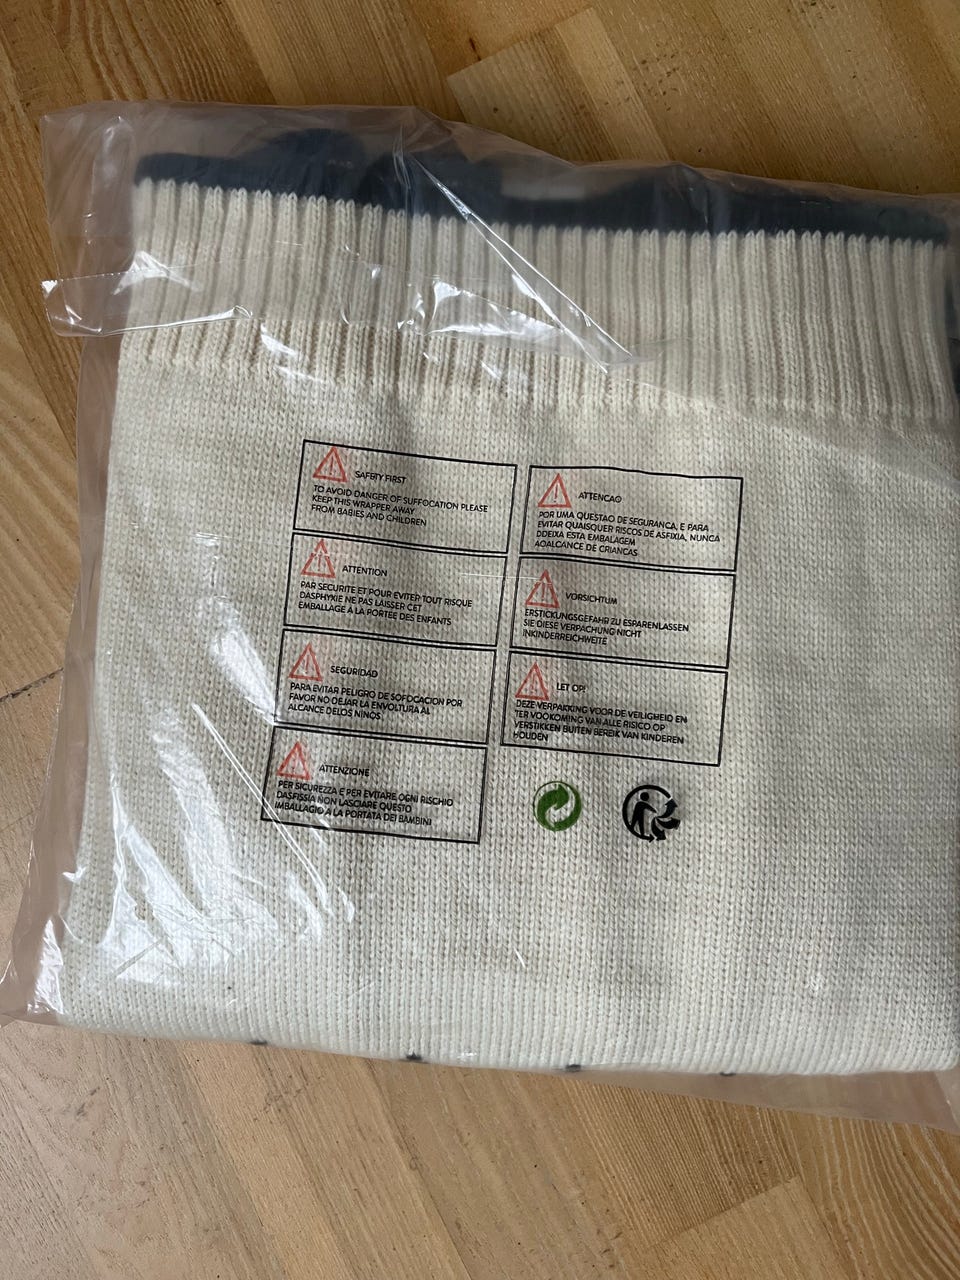 SAFBTY FIRST
TO AVOID DANGER OF SUFFOCATION PLEASE
KEEP THIS WRAPPER AWAY
FROM BABIES AND CHILDREN
ATTENTION
PAR SECURITE ET POUR EVITER TOUT RISQUE
DASPHYXIE NE PAS LAISSER CET
EMBALLAGE A LA PORTEE DES ENFANTS
SEGURIDAD
PARA EVITAR PELIGRO DE SOFOCACION POR
FAVOR NO DEJAR LA ENVOLTURA AL
ALCANCE DELOS NINOS
ATTENZIONE
PER SICUREZZA E PER EVITARE OGNI RISCHIO
DASFISSIA NON LASCIARE QUESTO
IMBALLAGIO A LA PORTATA DEI BAMBINI
ATTENCAO
POR UMA QUESTAO DE SEGURANCA, E PARA
EVITAR QUAISQUER RISCOS DE ASFIXIA, NUNCA
DDEIXA ESTA EMBALAGEM
AOALCANCE DE CRIANCAS
VORSICHTUM
ERSTICKUNGSGEFAHR ZU ESPARENLASSEN
SIE DIESE VERPACHUNG NICHT
INKINDERREICHWEITE
LET OP!
DEZE VERPAKKING VOOR DE VEILIGHEID EN
TER VOOKOMING VAN ALLE RISICO OP
VERSTIKKEN BUITEN BEREIK VAN KINDEREN
HOUDEN